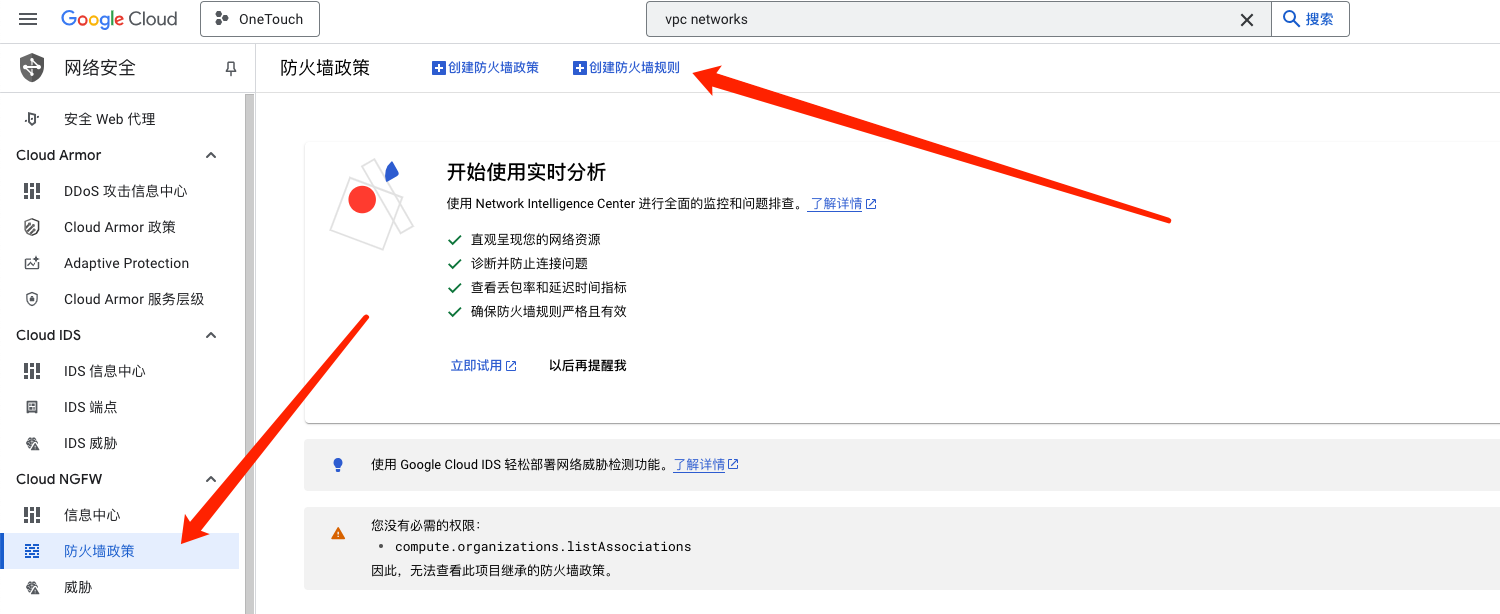 Google Cloud
OneTouch
vpc networks
搜索
网络安全
防火墙政策
创建防火墙政策
创建防火墙规则
安全 Web 代理
Cloud Armor
DDoS 攻击信息中心
Cloud Armor 政策
Adaptive Protection
Cloud Armor 服务层级
Cloud IDS
IDS 信息中心
IDS 端点
IDS 威胁
Cloud NGFW
信息中心
防火墙政策
威胁
开始使用实时分析
使用 Network Intelligence Center 进行全面的监控和问题排查。 了解详情
直观呈现您的网络资源
诊断并防止连接问题
查看丢包率和延迟时间指标
确保防火墙规则严格且有效
立即试用
以后再提醒我
使用 Google Cloud IDS 轻松部署网络威胁检测功能。 了解详情
您没有必需的权限:
• compute.organizations.listAssociations
因此，无法查看此项目继承的防火墙政策。